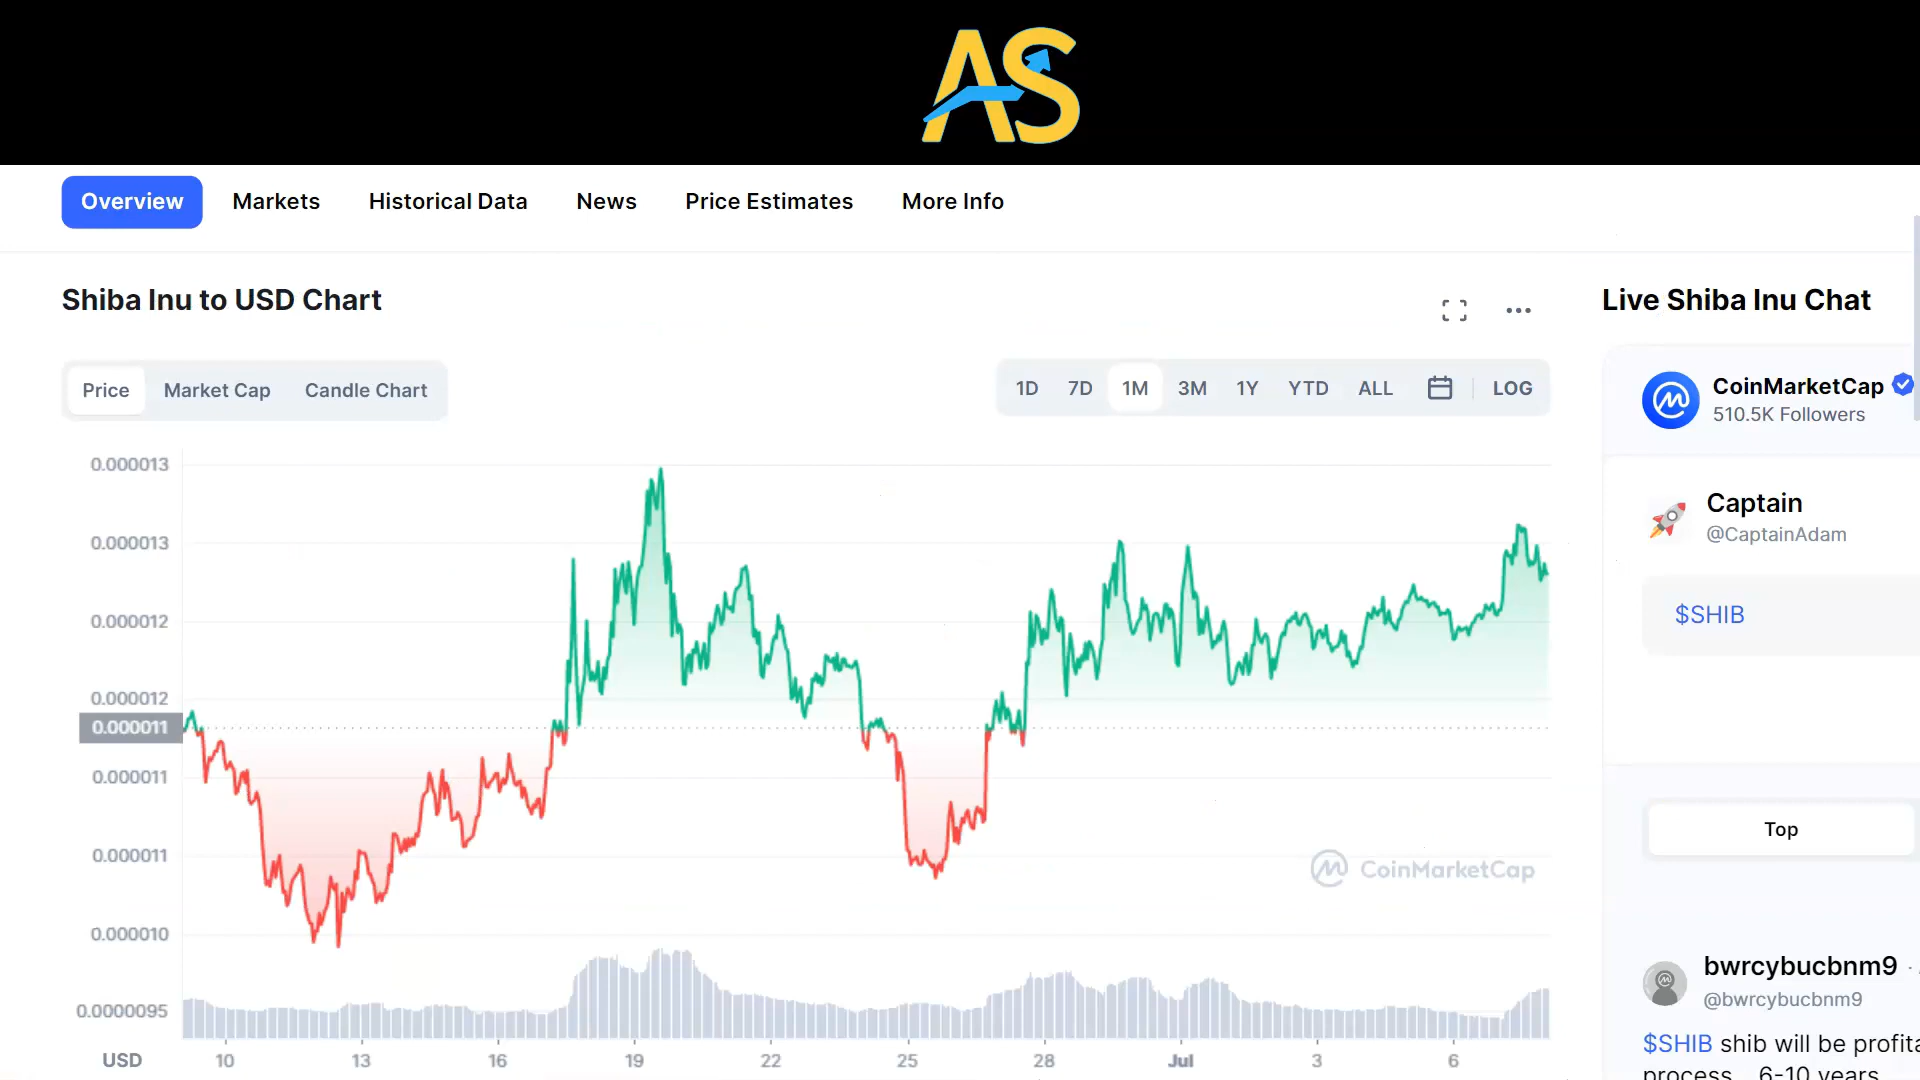 AS
Overview Markets Historical Data News Price Estimates More Info
Shiba Inu to USD Chart
Price Market Cap Candle Chart
1D 7D 1M 3M 1Y YTD ALL LOG
0.000013
0.000013
0.000012
0.000012
0.000011
0.000011
0.000011
0.000010
0.0000095
CoinMarketCap
USD 10 13 16 19 22 25 28 Jul 3 6
Live Shiba Inu Chat
CoinMarketCap
510.5K Followers
Captain
@CaptainAdam
$SHIB
Top
bwrcybucbnm9
@bwrcybucbnm9
$SHIB shib will be profita
process... 6-10 years